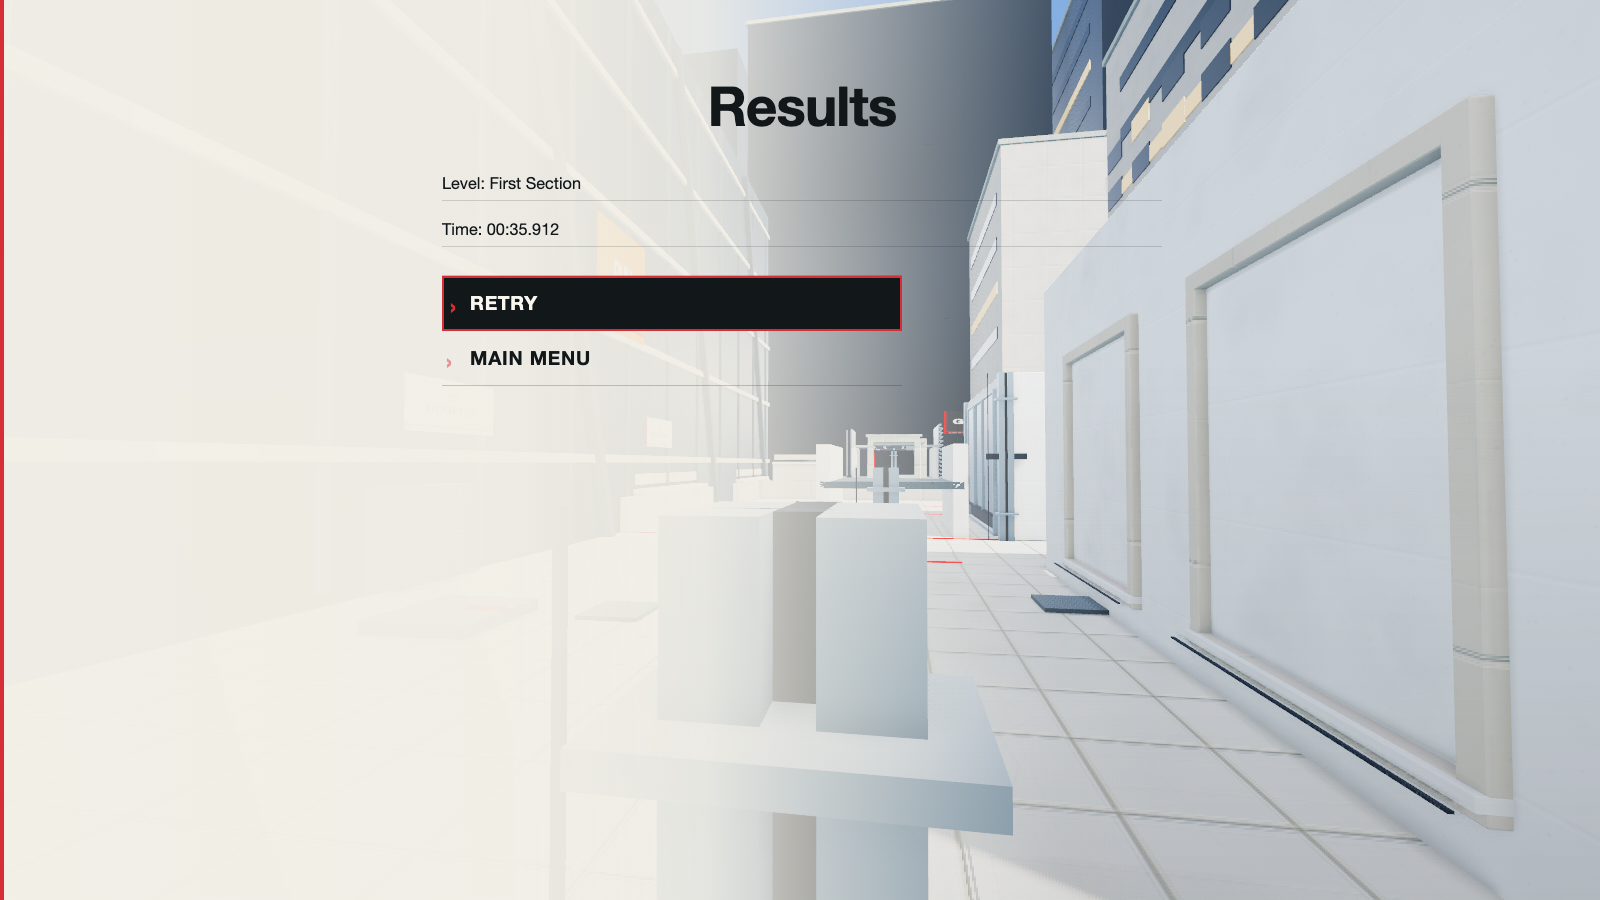 Results
Level: First Section
Time: 00:35.912
RETRY
MAIN MENU